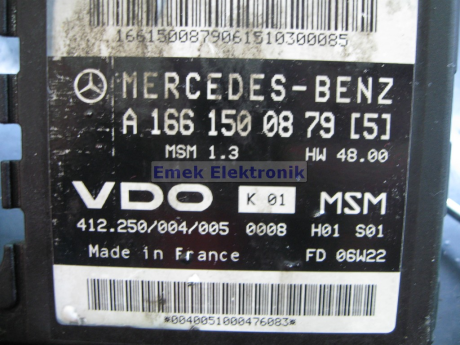 1661500879061510300085
MERCEDES-BENZ
A 166 150 08 79 [5]
MSM 1.3 HW 48.00
Emek Elektronik
VDO K 01 MSM
412.250/004/005 0008 H01 S01
Made in France FD 06W22
*0040051000476083*